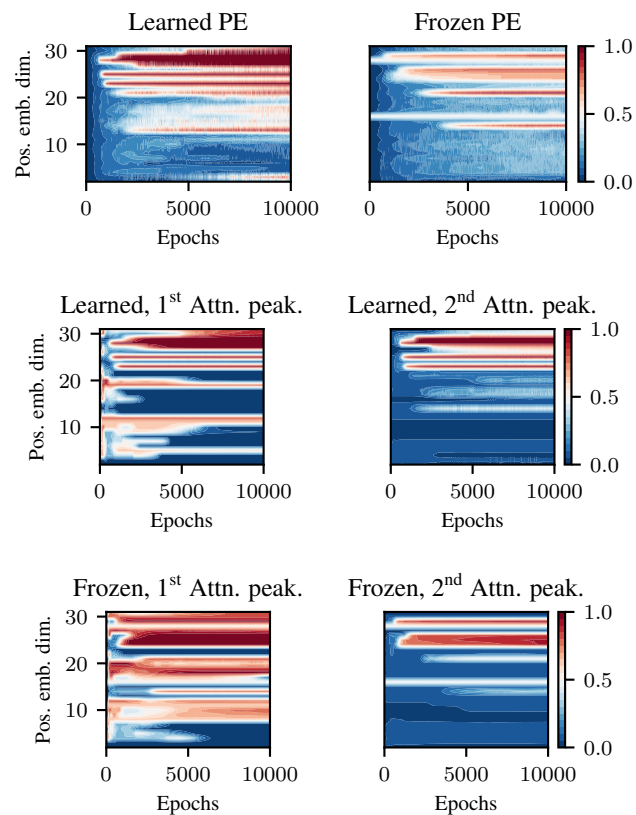 Learned PE
Frozen PE
30
20
10
Pos. emb. dim.
0 5000 10000
Epochs
0 5000 10000
Epochs
1.0
0.5
0.0
Learned, 1st Attn. peak.
Learned, 2nd Attn. peak.
30
20
10
Pos. emb. dim.
0 5000 10000
Epochs
0 5000 10000
Epochs
1.0
0.5
0.0
Frozen, 1st Attn. peak.
Frozen, 2nd Attn. peak.
30
20
10
Pos. emb. dim.
0 5000 10000
Epochs
0 5000 10000
Epochs
1.0
0.5
0.0